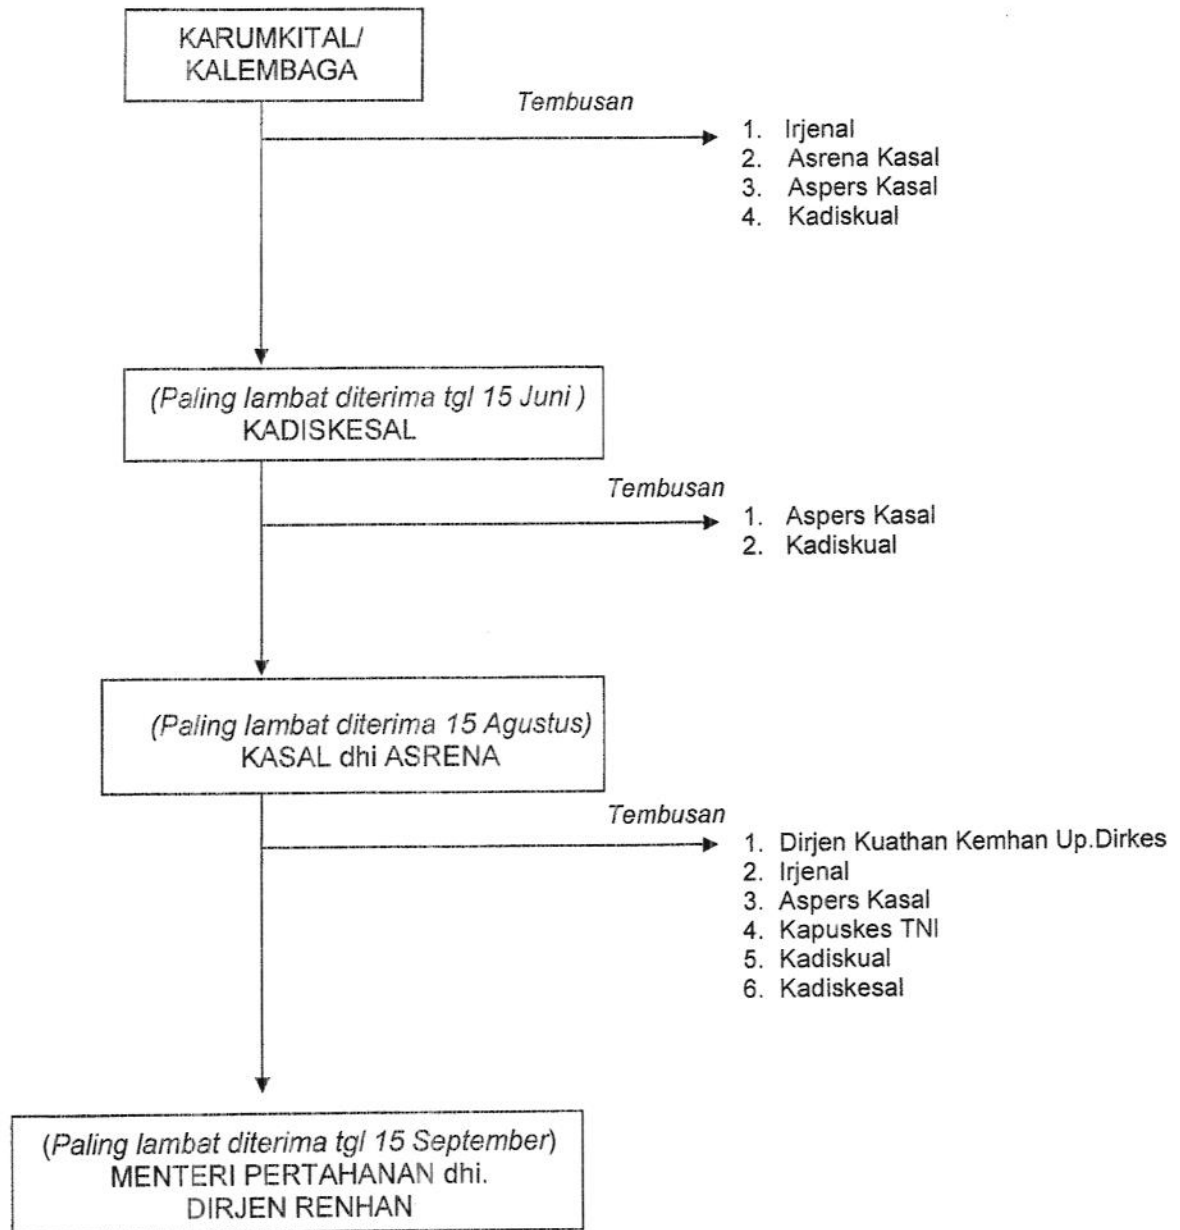 KARUMKITAL/
KALEMBAGA
Tembusan
1. Irjenal
2. Asrena Kasal
3. Aspers Kasal
4. Kadiskual
(Paling lambat diterima tgl 15 Juni )
KADISKESAL
Tembusan
1. Aspers Kasal
2. Kadiskual
(Paling lambat diterima 15 Agustus)
KASAL dhi ASRENA
Tembusan
1. Dirjen Kuathan Kemhan Up.Dirkes
2. Irjenal
3. Aspers Kasal
4. Kapuskes TNI
5. Kadiskual
6. Kadiskesal
(Paling lambat diterima tgl 15 September)
MENTERI PERTAHANAN dhi.
DIRJEN RENHAN